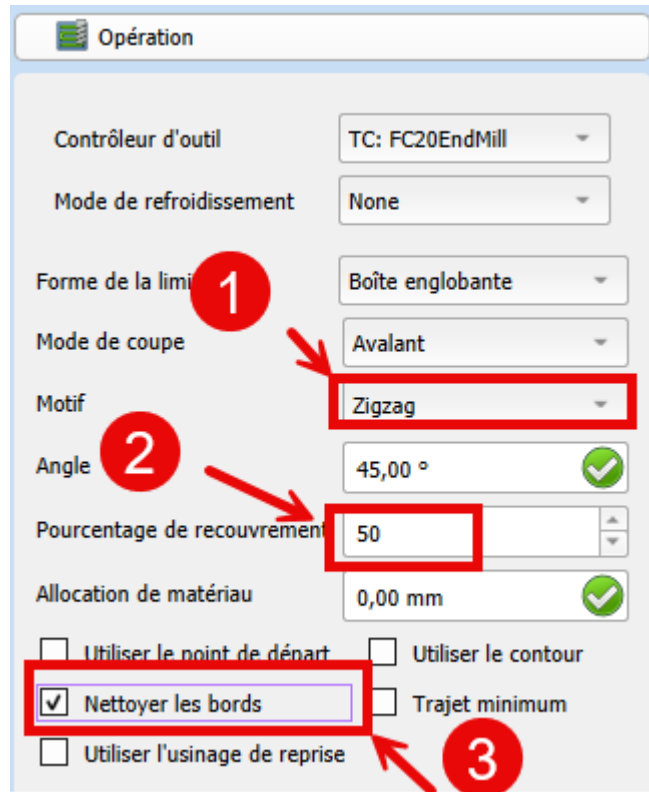 Opération
Contrôleur d'outil TC: FC20EndMill
Mode de refroidissement None
Forme de la limi Boîte englobante
1
Mode de coupe Avalant
Motif Zigzag
2
Angle 45,00 °
Pourcentage de recouvrement 50
Allocation de matériau 0,00 mm
Utiliser le point de départ Utiliser le contour
Nettoyer les bords Trajet minimum
Utiliser l'usinage de reprise
3